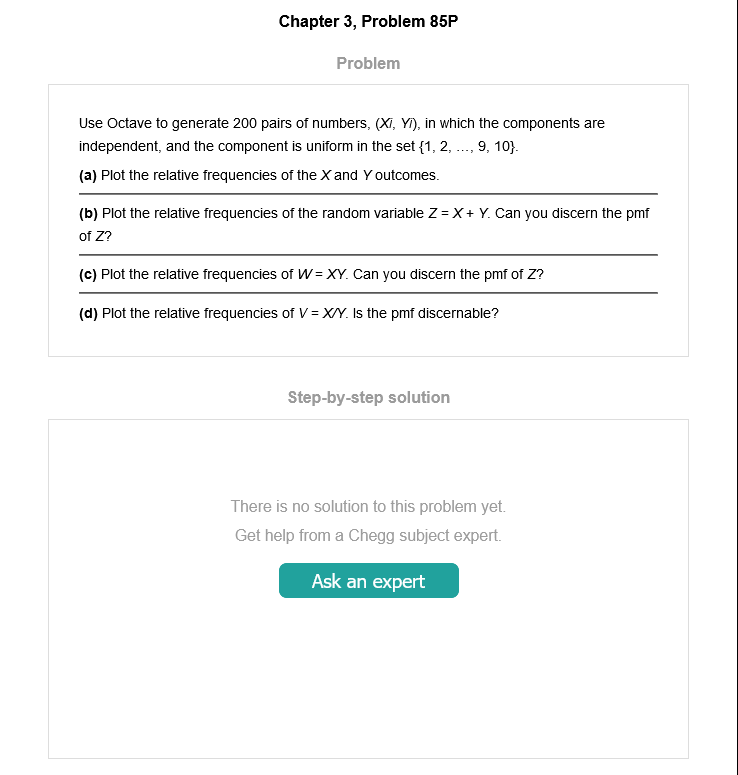 Chapter 3, Problem 85P
Problem
Use Octave to generate 200 pairs of numbers, (Xi, Yi), in which the components are
independent, and the component is uniform in the set {1, 2, ..., 9, 10}.
(a) Plot the relative frequencies of the X and Y outcomes.
(b) Plot the relative frequencies of the random variable Z = X + Y. Can you discern the pmf
of Z?
(c) Plot the relative frequencies of W = XY. Can you discern the pmf of Z?
(d) Plot the relative frequencies of V = X/Y. Is the pmf discernable?
Step-by-step solution
There is no solution to this problem yet.
Get help from a Chegg subject expert.
Ask an expert